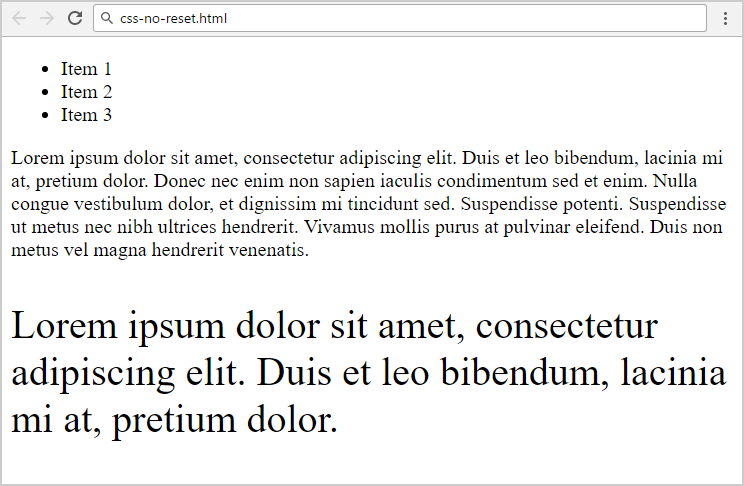 css-no-reset.html
• Item 1
• Item 2
• Item 3
Lorem ipsum dolor sit amet, consectetur adipiscing elit. Duis et leo bibendum, lacinia mi
at, pretium dolor. Donec nec enim non sapien iaculis condimentum sed et enim. Nulla
congue vestibulum dolor, et dignissim mi tincidunt sed. Suspendisse potenti. Suspendisse
ut metus nec nibh ultrices hendrerit. Vivamus mollis purus at pulvinar eleifend. Duis non
metus vel magna hendrerit venenatis.
Lorem ipsum dolor sit amet, consectetur
adipiscing elit. Duis et leo bibendum, lacinia
mi at, pretium dolor.